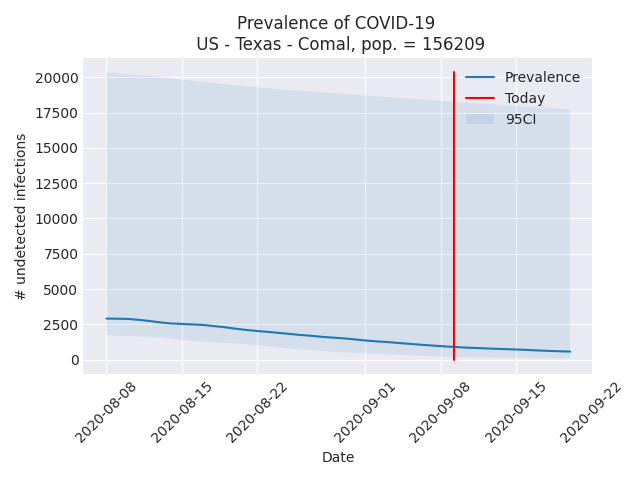 Prevalence of COVID-19
US - Texas - Comal, pop. = 156209
# undetected infections
20000
17500
15000
12500
10000
7500
5000
2500
0
Prevalence
Today
95CI
2020-08-08
2020-08-15
2020-08-22
2020-09-01
2020-09-08
2020-09-15
2020-09-22
Date